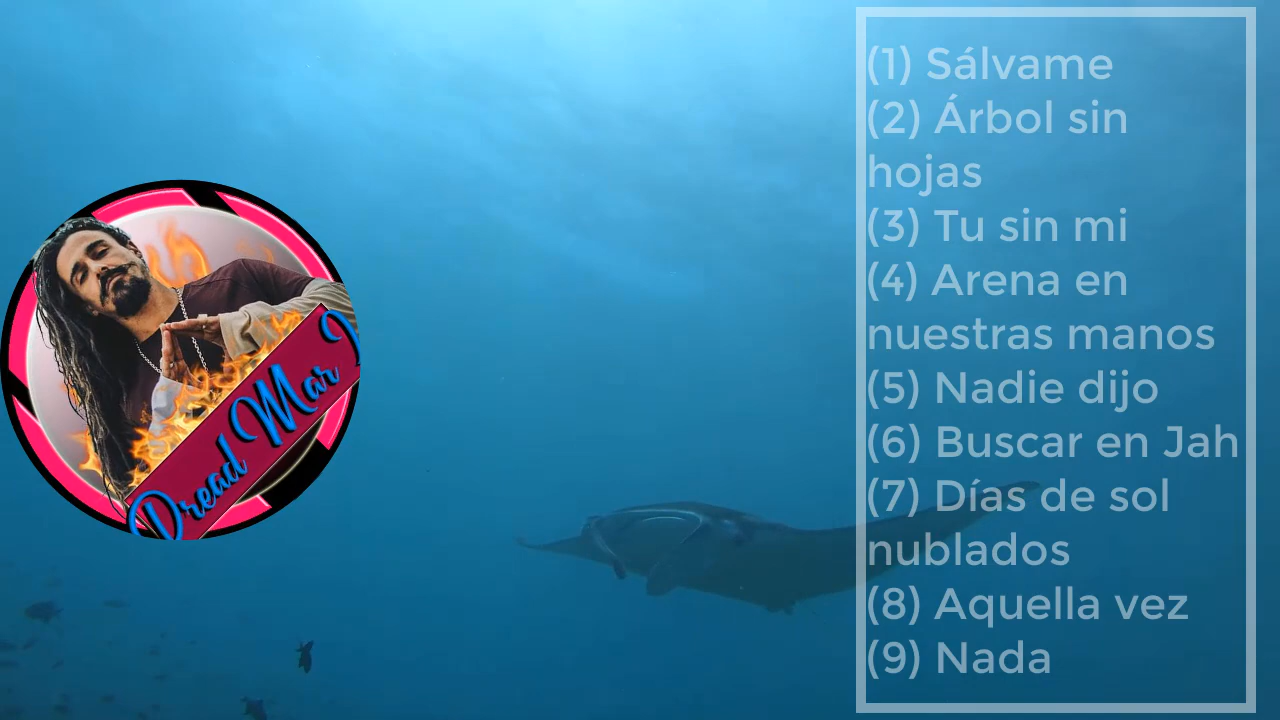 Dread Mar
(1) Sálvame
(2) Árbol sin
hojas
(3) Tu sin mi
(4) Arena en
nuestras manos
(5) Nadie dijo
(6) Buscar en Jah
(7) Días de sol
nublados
(8) Aquella vez
(9) Nada